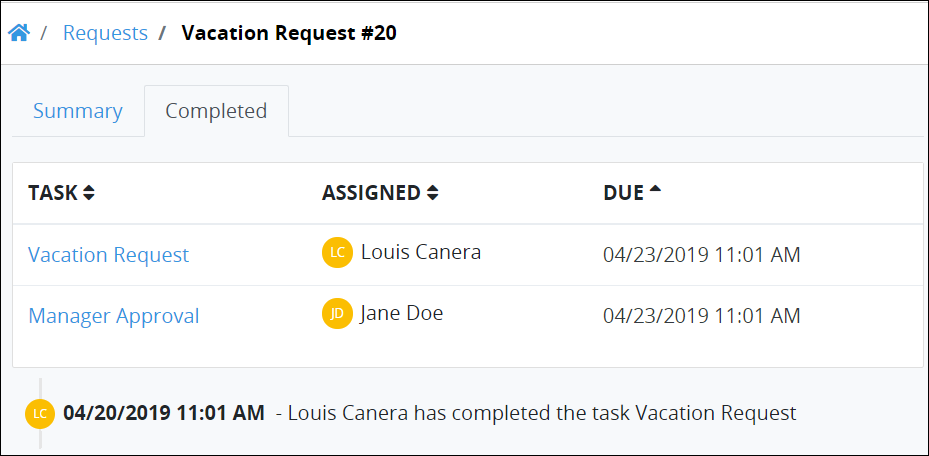 / Requests / Vacation Request #20
Summary Completed
TASK ASSIGNED DUE
Vacation Request LC Louis Canera 04/23/2019 11:01 AM
Manager Approval JD Jane Doe 04/23/2019 11:01 AM
LC 04/20/2019 11:01 AM - Louis Canera has completed the task Vacation Request